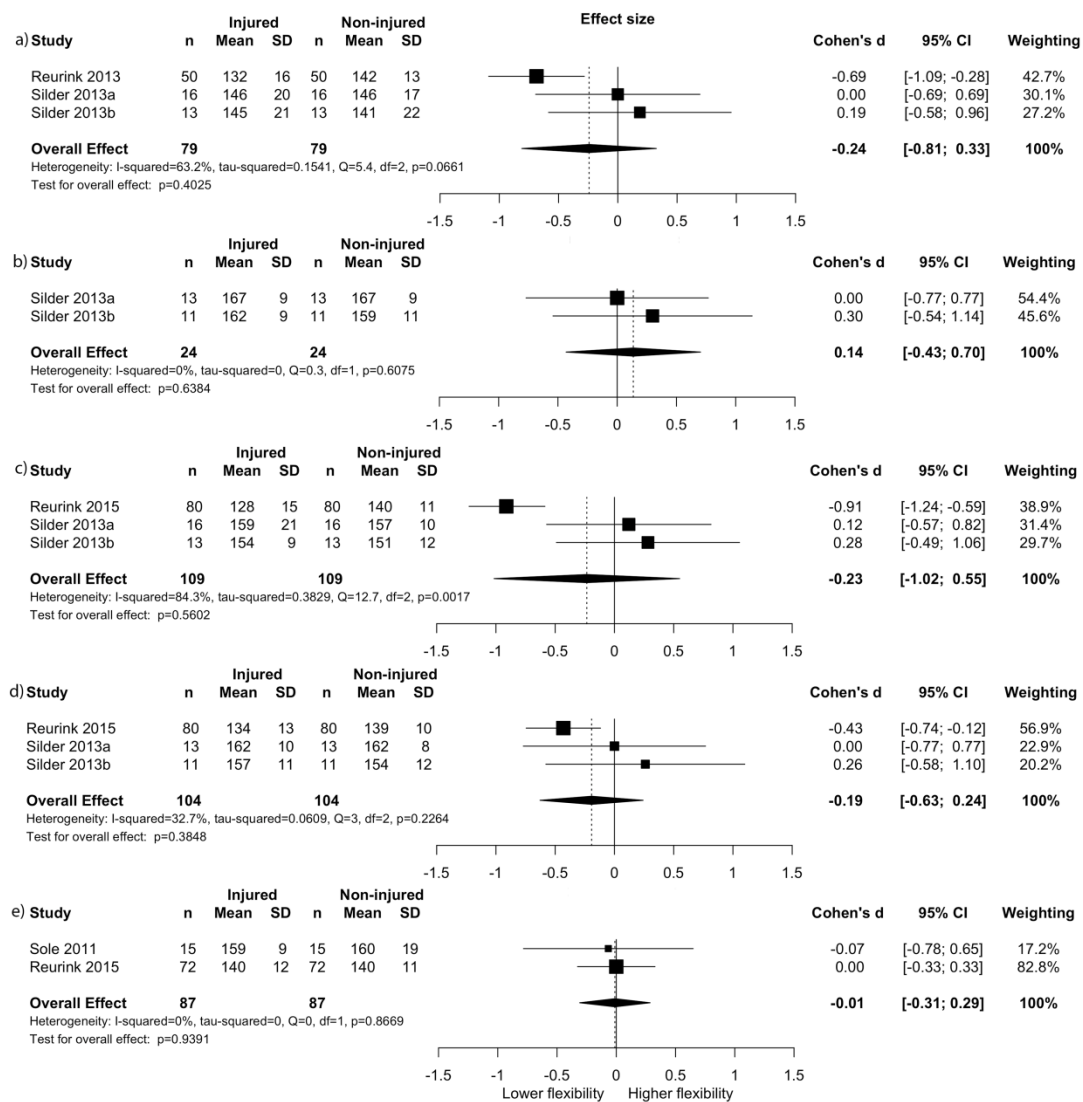 Injured Non-injured Effect size
a) Study n Mean SD n Mean SD Cohen's d 95% CI Weighting
Reurink 2013 50 132 16 50 142 13 -0.69 [-1.09; -0.28] 42.7%
Silder 2013a 16 146 20 16 146 17 0.00 [-0.69; 0.69] 30.1%
Silder 2013b 13 145 21 13 141 22 0.19 [-0.58; 0.96] 27.2%
Overall Effect 79 79 -0.24 [-0.81; 0.33] 100%
Heterogeneity: I-squared=63.2%, tau-squared=0.1541, Q=5.4, df=2, p=0.0661
Test for overall effect: p=0.4025
-1.5 -1 -0.5 0 0.5 1 1.5
Injured Non-injured
b) Study n Mean SD n Mean SD Cohen's d 95% CI Weighting
Silder 2013a 13 167 9 13 167 9 0.00 [-0.77; 0.77] 54.4%
Silder 2013b 11 162 9 11 159 11 0.30 [-0.54; 1.14] 45.6%
Overall Effect 24 24 0.14 [-0.43; 0.70] 100%
Heterogeneity: I-squared=0%, tau-squared=0, Q=0.3, df=1, p=0.6075
Test for overall effect: p=0.6384
-1.5 -1 -0.5 0 0.5 1 1.5
Injured Non-injured
c) Study n Mean SD n Mean SD Cohen's d 95% CI Weighting
Reurink 2015 80 128 15 80 140 11 -0.91 [-1.24; -0.59] 38.9%
Silder 2013a 16 159 21 16 157 10 0.12 [-0.57; 0.82] 31.4%
Silder 2013b 13 154 9 13 151 12 0.28 [-0.49; 1.06] 29.7%
Overall Effect 109 109 -0.23 [-1.02; 0.55] 100%
Heterogeneity: I-squared=84.3%, tau-squared=0.3829, Q=12.7, df=2, p=0.0017
Test for overall effect: p=0.5602
-1.5 -1 -0.5 0 0.5 1 1.5
Injured Non-injured
d) Study n Mean SD n Mean SD Cohen's d 95% CI Weighting
Reurink 2015 80 134 13 80 139 10 -0.43 [-0.74; -0.12] 56.9%
Silder 2013a 13 162 10 13 162 8 0.00 [-0.77; 0.77] 22.9%
Silder 2013b 11 157 11 11 154 12 0.26 [-0.58; 1.10] 20.2%
Overall Effect 104 104 -0.19 [-0.63; 0.24] 100%
Heterogeneity: I-squared=32.7%, tau-squared=0.0609, Q=3, df=2, p=0.2264
Test for overall effect: p=0.3848
-1.5 -1 -0.5 0 0.5 1 1.5
Injured Non-injured
e) Study n Mean SD n Mean SD Cohen's d 95% CI Weighting
Sole 2011 15 159 9 15 160 19 -0.07 [-0.78; 0.65] 17.2%
Reurink 2015 72 140 12 72 140 11 0.00 [-0.33; 0.33] 82.8%
Overall Effect 87 87 -0.01 [-0.31; 0.29] 100%
Heterogeneity: I-squared=0%, tau-squared=0, Q=0, df=1, p=0.8669
Test for overall effect: p=0.9391
-1.5 -1 -0.5 0 0.5 1 1.5
Lower flexibility Higher flexibility